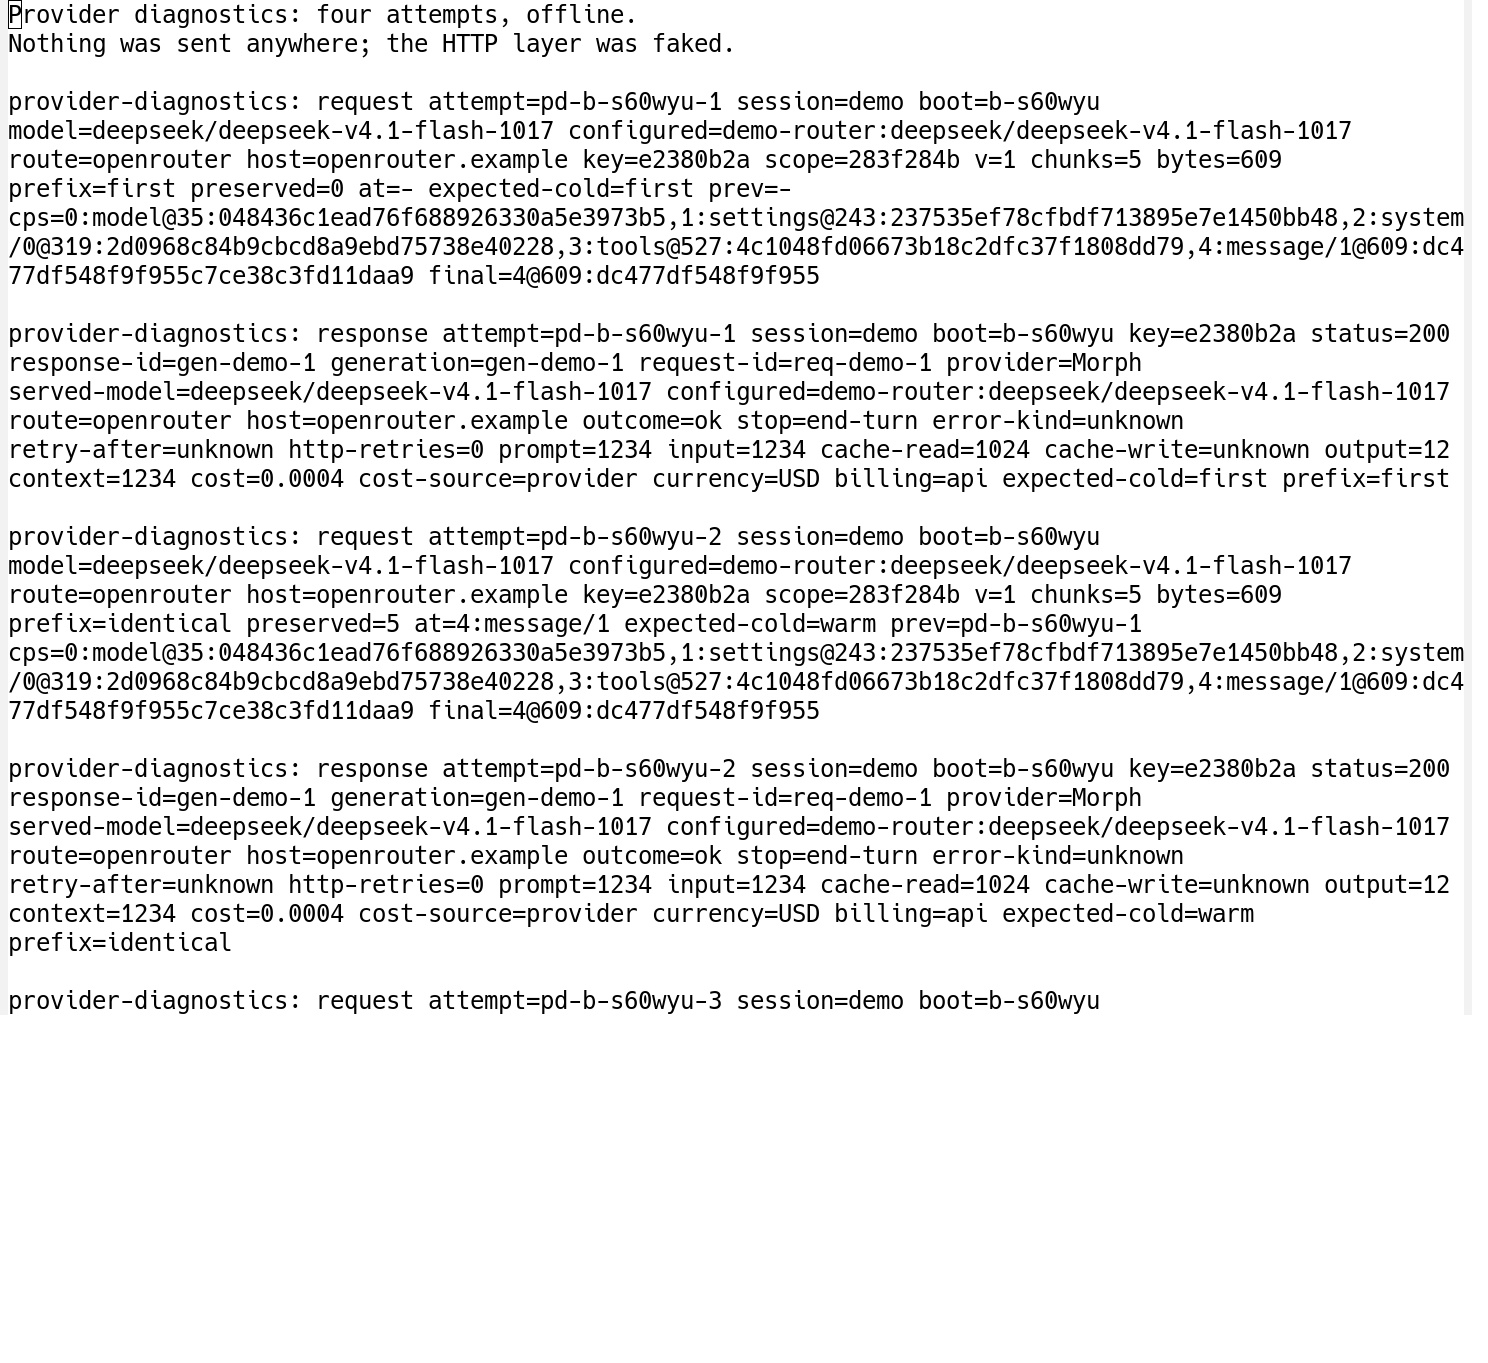 Provider diagnostics: four attempts, offline.
Nothing was sent anywhere; the HTTP layer was faked.

provider-diagnostics: request attempt=pd-b-s60wyu-1 session=demo boot=b-s60wyu
model=deepseek/deepseek-v4.1-flash-1017 configured=demo-router:deepseek/deepseek-v4.1-flash-1017
route=openrouter host=openrouter.example key=e2380b2a scope=283f284b v=1 chunks=5 bytes=609
prefix=first preserved=0 at=- expected-cold=first prev=-
cps=0:model@35:048436c1ead76f688926330a5e3973b5,1:settings@243:237535ef78cfbdf713895e7e1450bb48,2:system
/0@319:2d0968c84b9cbcd8a9ebd75738e40228,3:tools@527:4c1048fd06673b18c2dfc37f1808dd79,4:message/1@609:dc4
77df548f9f955c7ce38c3fd11daa9 final=4@609:dc477df548f9f955

provider-diagnostics: response attempt=pd-b-s60wyu-1 session=demo boot=b-s60wyu key=e2380b2a status=200
response-id=gen-demo-1 generation=gen-demo-1 request-id=req-demo-1 provider=Morph
served-model=deepseek/deepseek-v4.1-flash-1017 configured=demo-router:deepseek/deepseek-v4.1-flash-1017
route=openrouter host=openrouter.example outcome=ok stop=end-turn error-kind=unknown
retry-after=unknown http-retries=0 prompt=1234 input=1234 cache-read=1024 cache-write=unknown output=12
context=1234 cost=0.0004 cost-source=provider currency=USD billing=api expected-cold=first prefix=first

provider-diagnostics: request attempt=pd-b-s60wyu-2 session=demo boot=b-s60wyu
model=deepseek/deepseek-v4.1-flash-1017 configured=demo-router:deepseek/deepseek-v4.1-flash-1017
route=openrouter host=openrouter.example key=e2380b2a scope=283f284b v=1 chunks=5 bytes=609
prefix=identical preserved=5 at=4:message/1 expected-cold=warm prev=pd-b-s60wyu-1
cps=0:model@35:048436c1ead76f688926330a5e3973b5,1:settings@243:237535ef78cfbdf713895e7e1450bb48,2:system
/0@319:2d0968c84b9cbcd8a9ebd75738e40228,3:tools@527:4c1048fd06673b18c2dfc37f1808dd79,4:message/1@609:dc4
77df548f9f955c7ce38c3fd11daa9 final=4@609:dc477df548f9f955

provider-diagnostics: response attempt=pd-b-s60wyu-2 session=demo boot=b-s60wyu key=e2380b2a status=200
response-id=gen-demo-1 generation=gen-demo-1 request-id=req-demo-1 provider=Morph
served-model=deepseek/deepseek-v4.1-flash-1017 configured=demo-router:deepseek/deepseek-v4.1-flash-1017
route=openrouter host=openrouter.example outcome=ok stop=end-turn error-kind=unknown
retry-after=unknown http-retries=0 prompt=1234 input=1234 cache-read=1024 cache-write=unknown output=12
context=1234 cost=0.0004 cost-source=provider currency=USD billing=api expected-cold=warm
prefix=identical

provider-diagnostics: request attempt=pd-b-s60wyu-3 session=demo boot=b-s60wyu